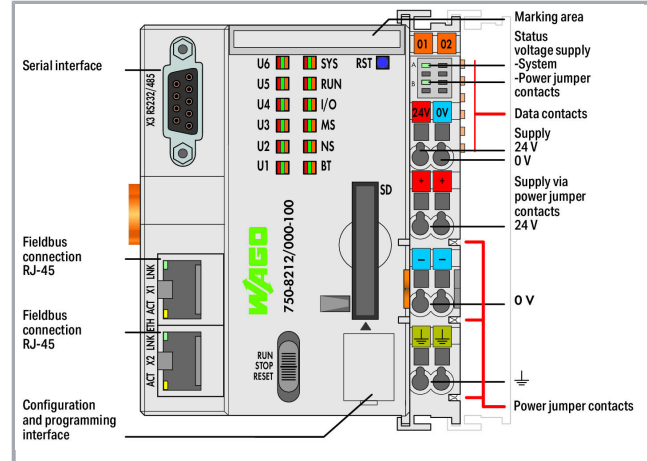 Marking area
Status
voltage supply
-System
-Power jumper
contacts
Data contacts
Supply
24 V
0 V
Supply via
power jumper
contacts
24 V
0 V
Power jumper contacts
Serial interface
Fieldbus
connection
RJ-45
Fieldbus
connection
RJ-45
Configuration
and programming
interface
X3 RS232/485
U6 SYS RST
U5 RUN
U4 I/O
U3 MS
U2 NS
U1 BT
SD
WAGO
750-8212/000-100
RUN
STOP
RESET
ACT X1 LNK
ETH
ACT X2 LNK
01 02
A
B
24V 0V
+ +
− −